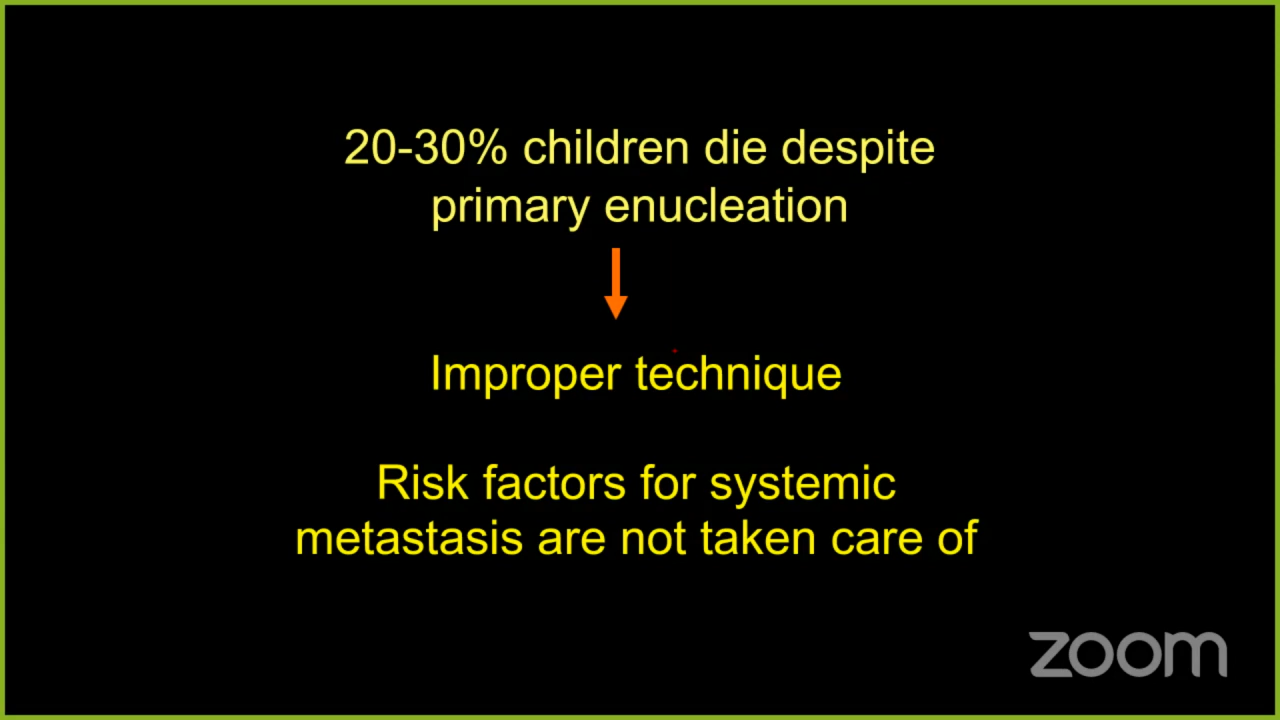 20-30% children die despite
primary enucleation
Improper technique
Risk factors for systemic
metastasis are not taken care of
zoom